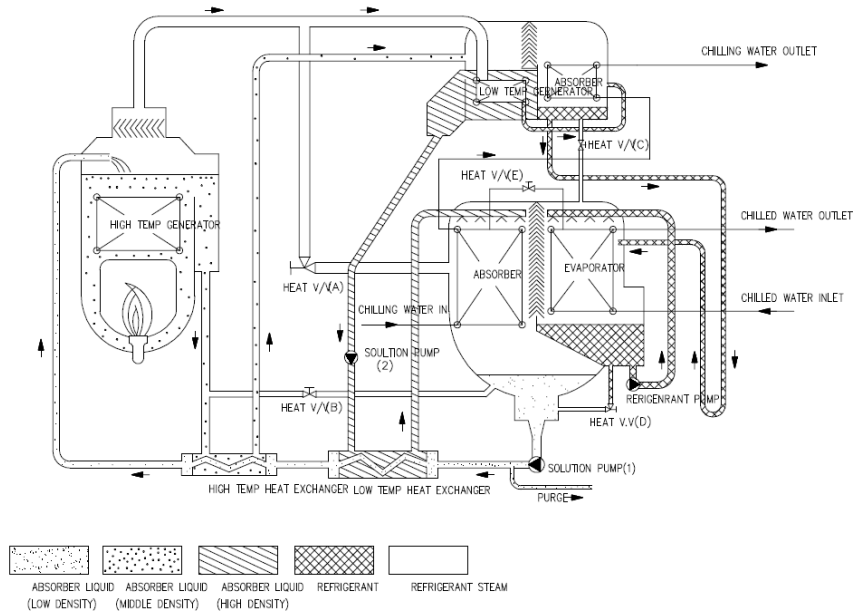 CHILLING WATER OUTLET
ABSORBER
LOW TEMP GERNERATOR
HEAT V/V(C)
HEAT V/V(E)
HIGH TEMP GENERATOR
CHILLED WATER OUTLET
ABSORBER
EVAPORATOR
HEAT V/V(A)
CHILLING WATER IN
CHILLED WATER INLET
SOULTION PUMP
(2)
HEAT V/V(B)
RERIGENRANT PUMP
HEAT V.V(D)
SOLUTION PUMP(1)
HIGH TEMP HEAT EXCHANGER
LOW TEMP HEAT EXCHANGER
PURGE
ABSORBER LIQUID
(LOW DENSITY)
ABSORBER LIQUID
(MIDDLE DENSITY)
ABSORBER LIQUID
(HIGH DENSITY)
REFRIGERANT
REFRIGERANT STEAM